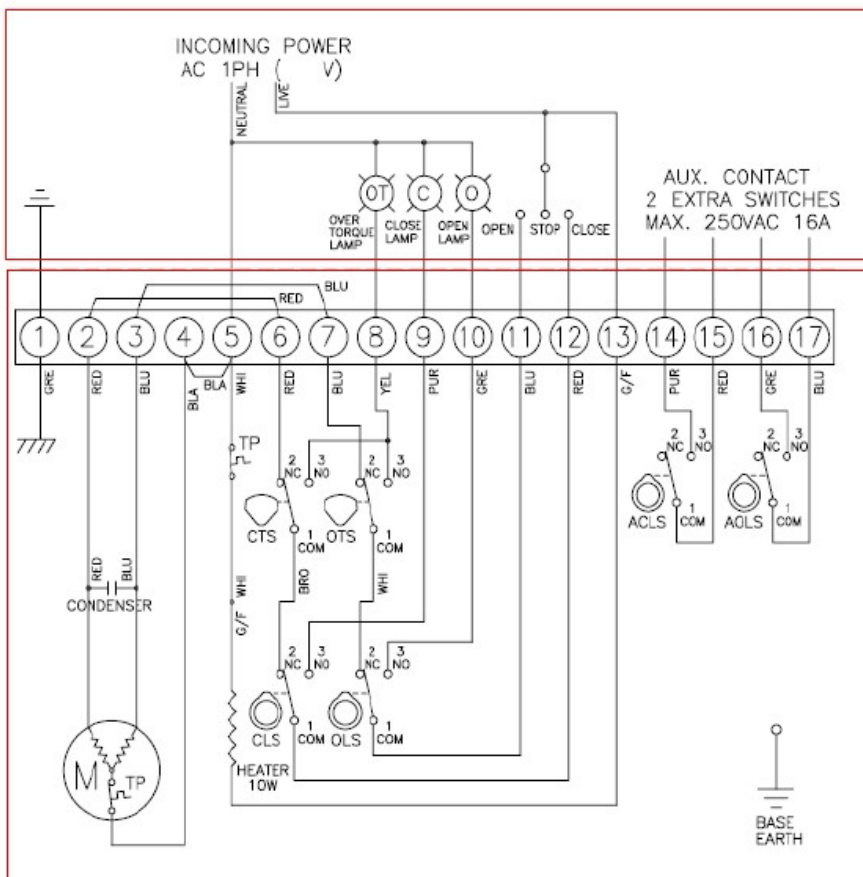 INCOMING POWER
AC 1PH ( V)
NEUTRAL
LIVE
OT
C
O
OVER
TORQUE
LAMP
CLOSE
LAMP
OPEN
LAMP
OPEN
STOP
CLOSE
AUX. CONTACT
2 EXTRA SWITCHES
MAX. 250VAC 16A
BLU
RED
1 2 3 4 5 6 7 8 9 10 11 12 13 14 15 16 17
GRE
RED
BLU
BLA
BLA
WHI
RED
BLU
YEL
PUR
GRE
BLU
RED
G/F
PUR
RED
GRE
BLU
TP
2
NC
3
NO
2
NC
3
NO
2
NC
3
NO
2
NC
3
NO
CTS
1
COM
OTS
1
COM
ACLS
1
COM
AOLS
1
COM
RED
BLU
CONDENSER
WHI
G/F
BRO
WHI
2
NC
3
NO
2
NC
3
NO
CLS
1
COM
OLS
1
COM
M
TP
HEATER
10W
BASE
EARTH